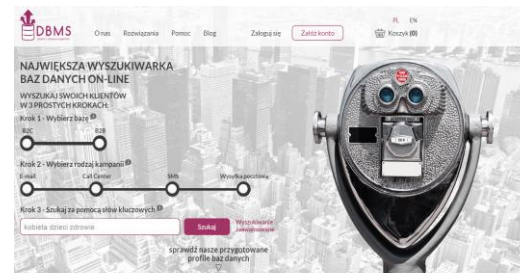 PL EN
DBMS
O nas Rozwiązania Pomoc Blog Zaloguj się Załóż konto Koszyk (0)
NAJWIĘKSZA WYSZUKIWARKA
BAZ DANYCH ON-LINE
WYSZUKAJ SWOICH KLIENTÓW
W 3 PROSTYCH KROKACH:
Krok 1 - Wybierz bazę
B2C B2B
Krok 2 - Wybierz rodzaj kampanii
E-mail Call Center SMS Wysyłka pocztowa
Krok 3 - Szukaj za pomocą słów kluczowych
kobieta dzieci zdrowie Szukaj Wyszukiwanie
zaawansowane
sprawdź nasze przygotowane
profile baz danych